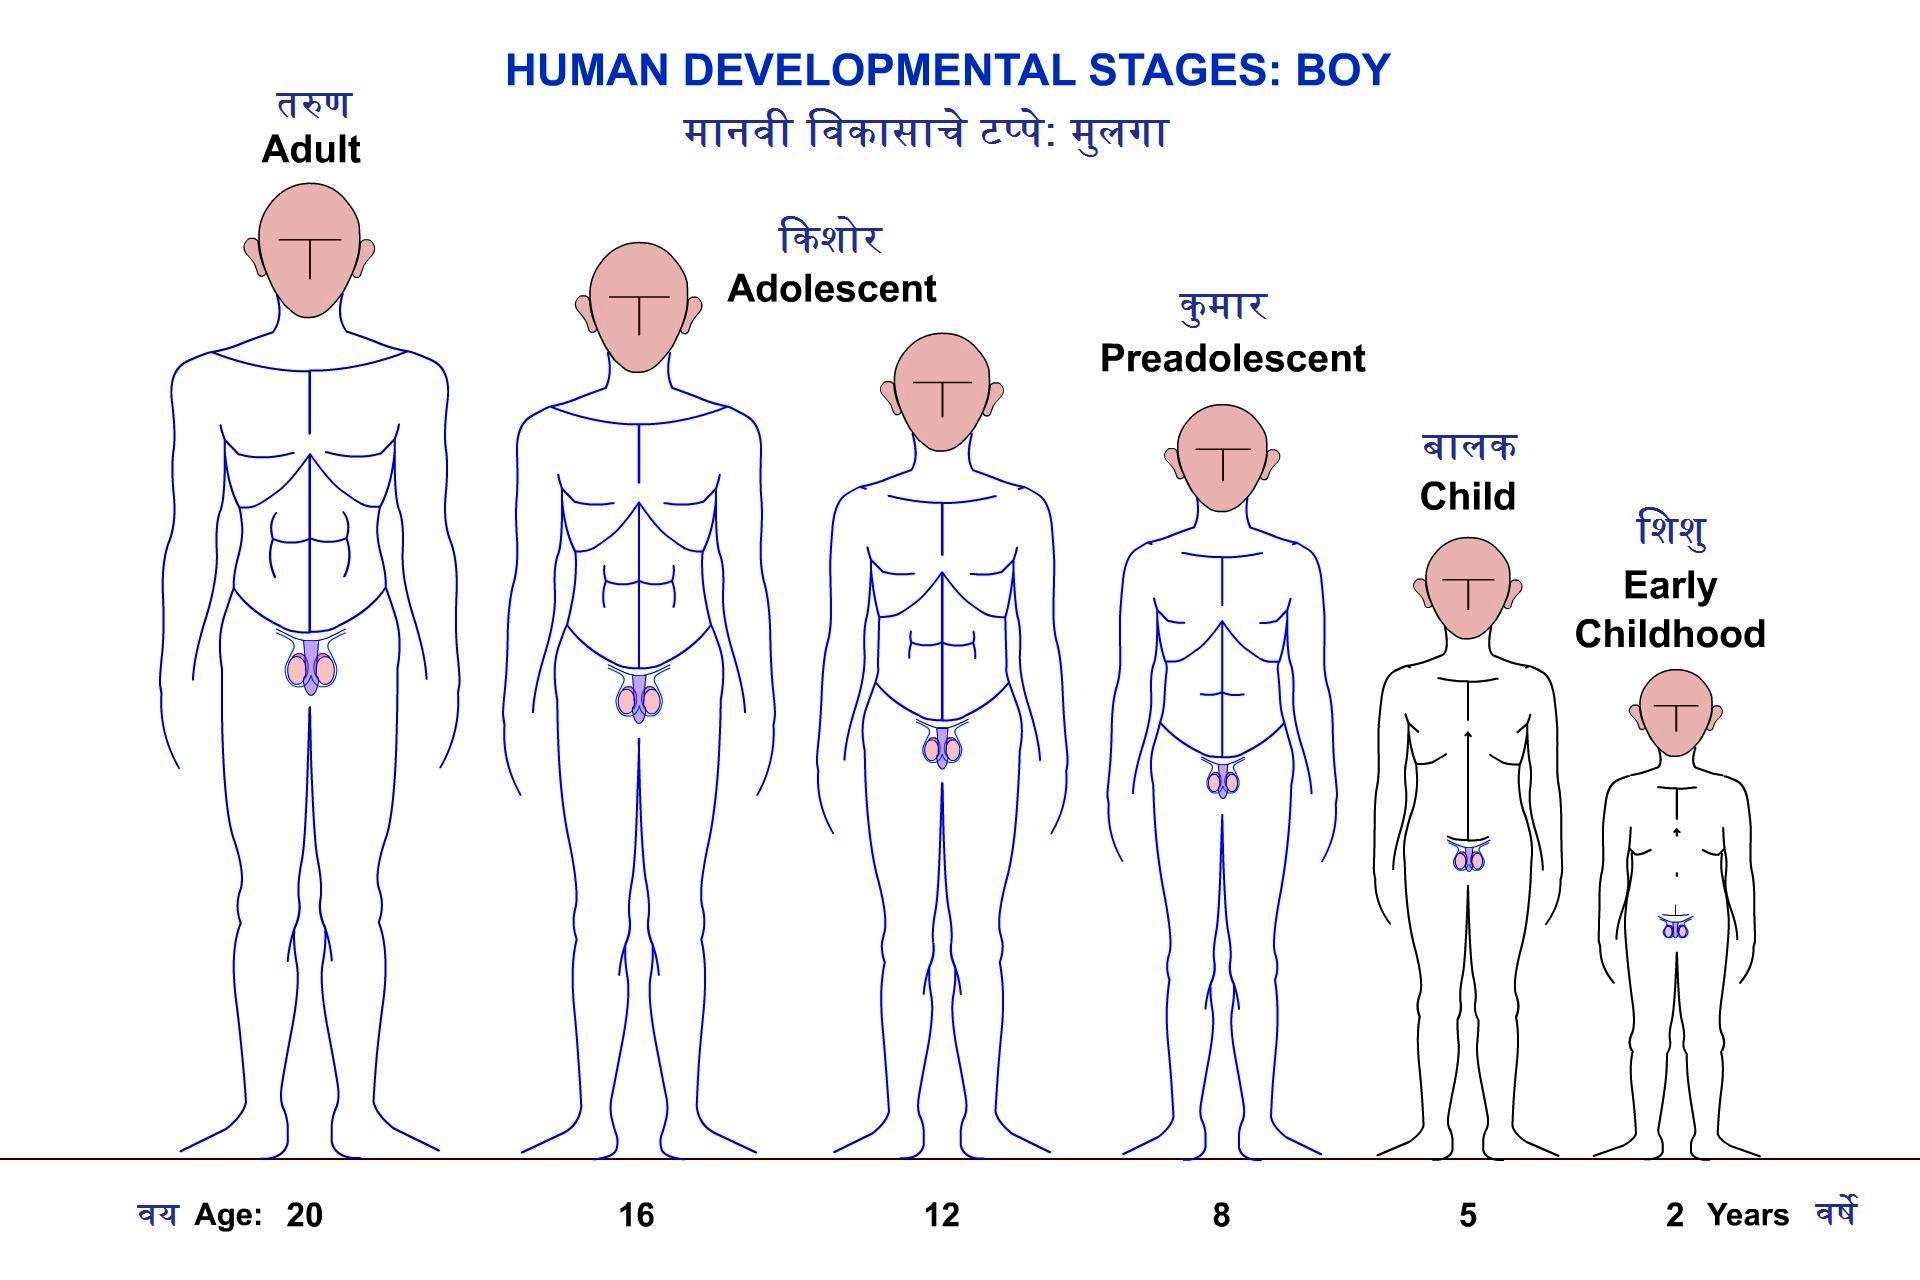 HUMAN DEVELOPMENTAL STAGES: BOY
मानवी विकासाचे टप्पे: मुलगा
तरुण
Adult
किशोर
Adolescent
कुमार
Preadolescent
बालक
Child
शिशु
Early
Childhood
वय Age: 20 16 12 8 5 2 Years वर्षे